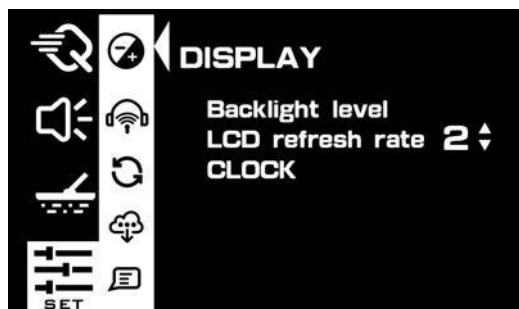 DISPLAY
Backlight level
LCD refresh rate 2
CLOCK
SET